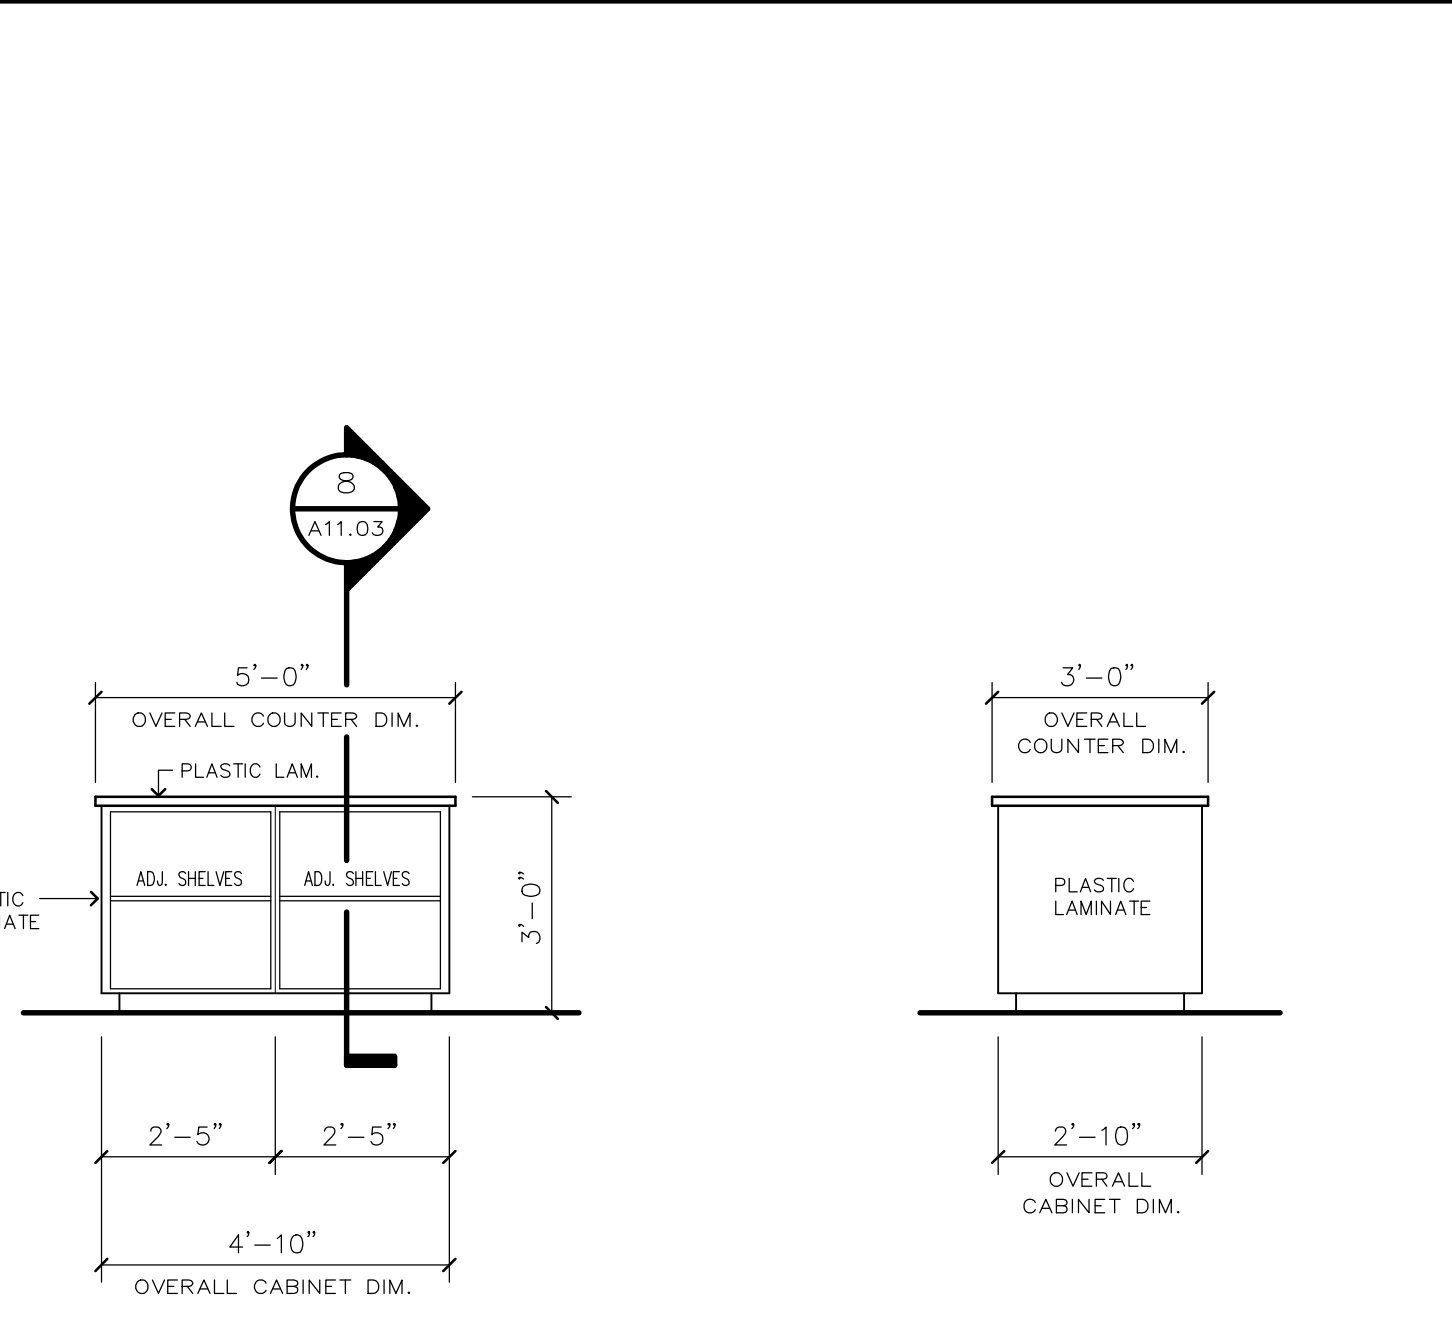 8
A11.03
5'-0"
OVERALL COUNTER DIM.
PLASTIC LAM.
ADJ. SHELVES
ADJ. SHELVES
3'-0"
2'-5"
2'-5"
4'-10"
OVERALL CABINET DIM.
3'-0"
OVERALL
COUNTER DIM.
PLASTIC
LAMINATE
2'-10"
OVERALL
CABINET DIM.